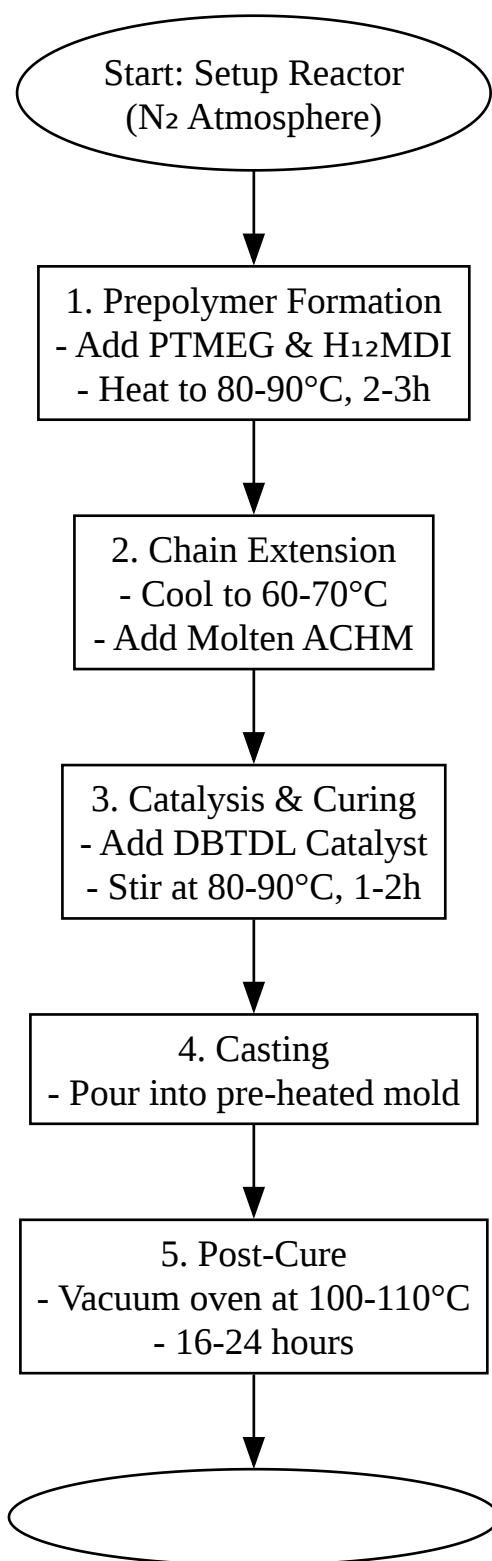 Start: Setup Reactor
(N₂ Atmosphere)
1. Prepolymer Formation
- Add PTMEG & H₁₂MDI
- Heat to 80-90°C, 2-3h
2. Chain Extension
- Cool to 60-70°C
- Add Molten ACHM
3. Catalysis & Curing
- Add DBTDL Catalyst
- Stir at 80-90°C, 1-2h
4. Casting
- Pour into pre-heated mold
5. Post-Cure
- Vacuum oven at 100-110°C
- 16-24 hours